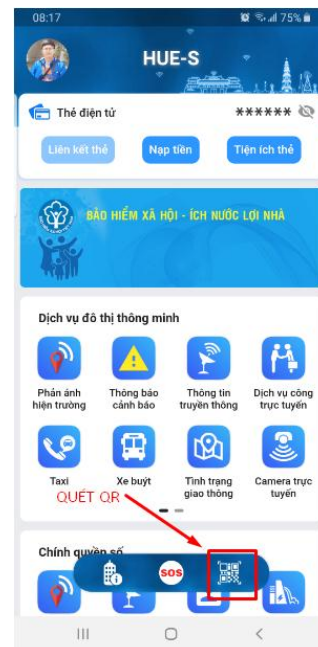 08:17
75%
HUE-S
Thẻ điện tử
******
Liên kết thẻ
Nạp tiền
Tiện ích thẻ
BẢO HIỂM XÃ HỘI - ÍCH NƯỚC LỢI NHÀ
Dịch vụ đô thị thông minh
Phản ánh hiện trường
Thông báo cảnh báo
Thông tin truyền thông
Dịch vụ công trực tuyến
Taxi
Xe buýt
Tình trạng giao thông
Camera trực tuyến
QUÉT QR
Chính quyền số
SOS